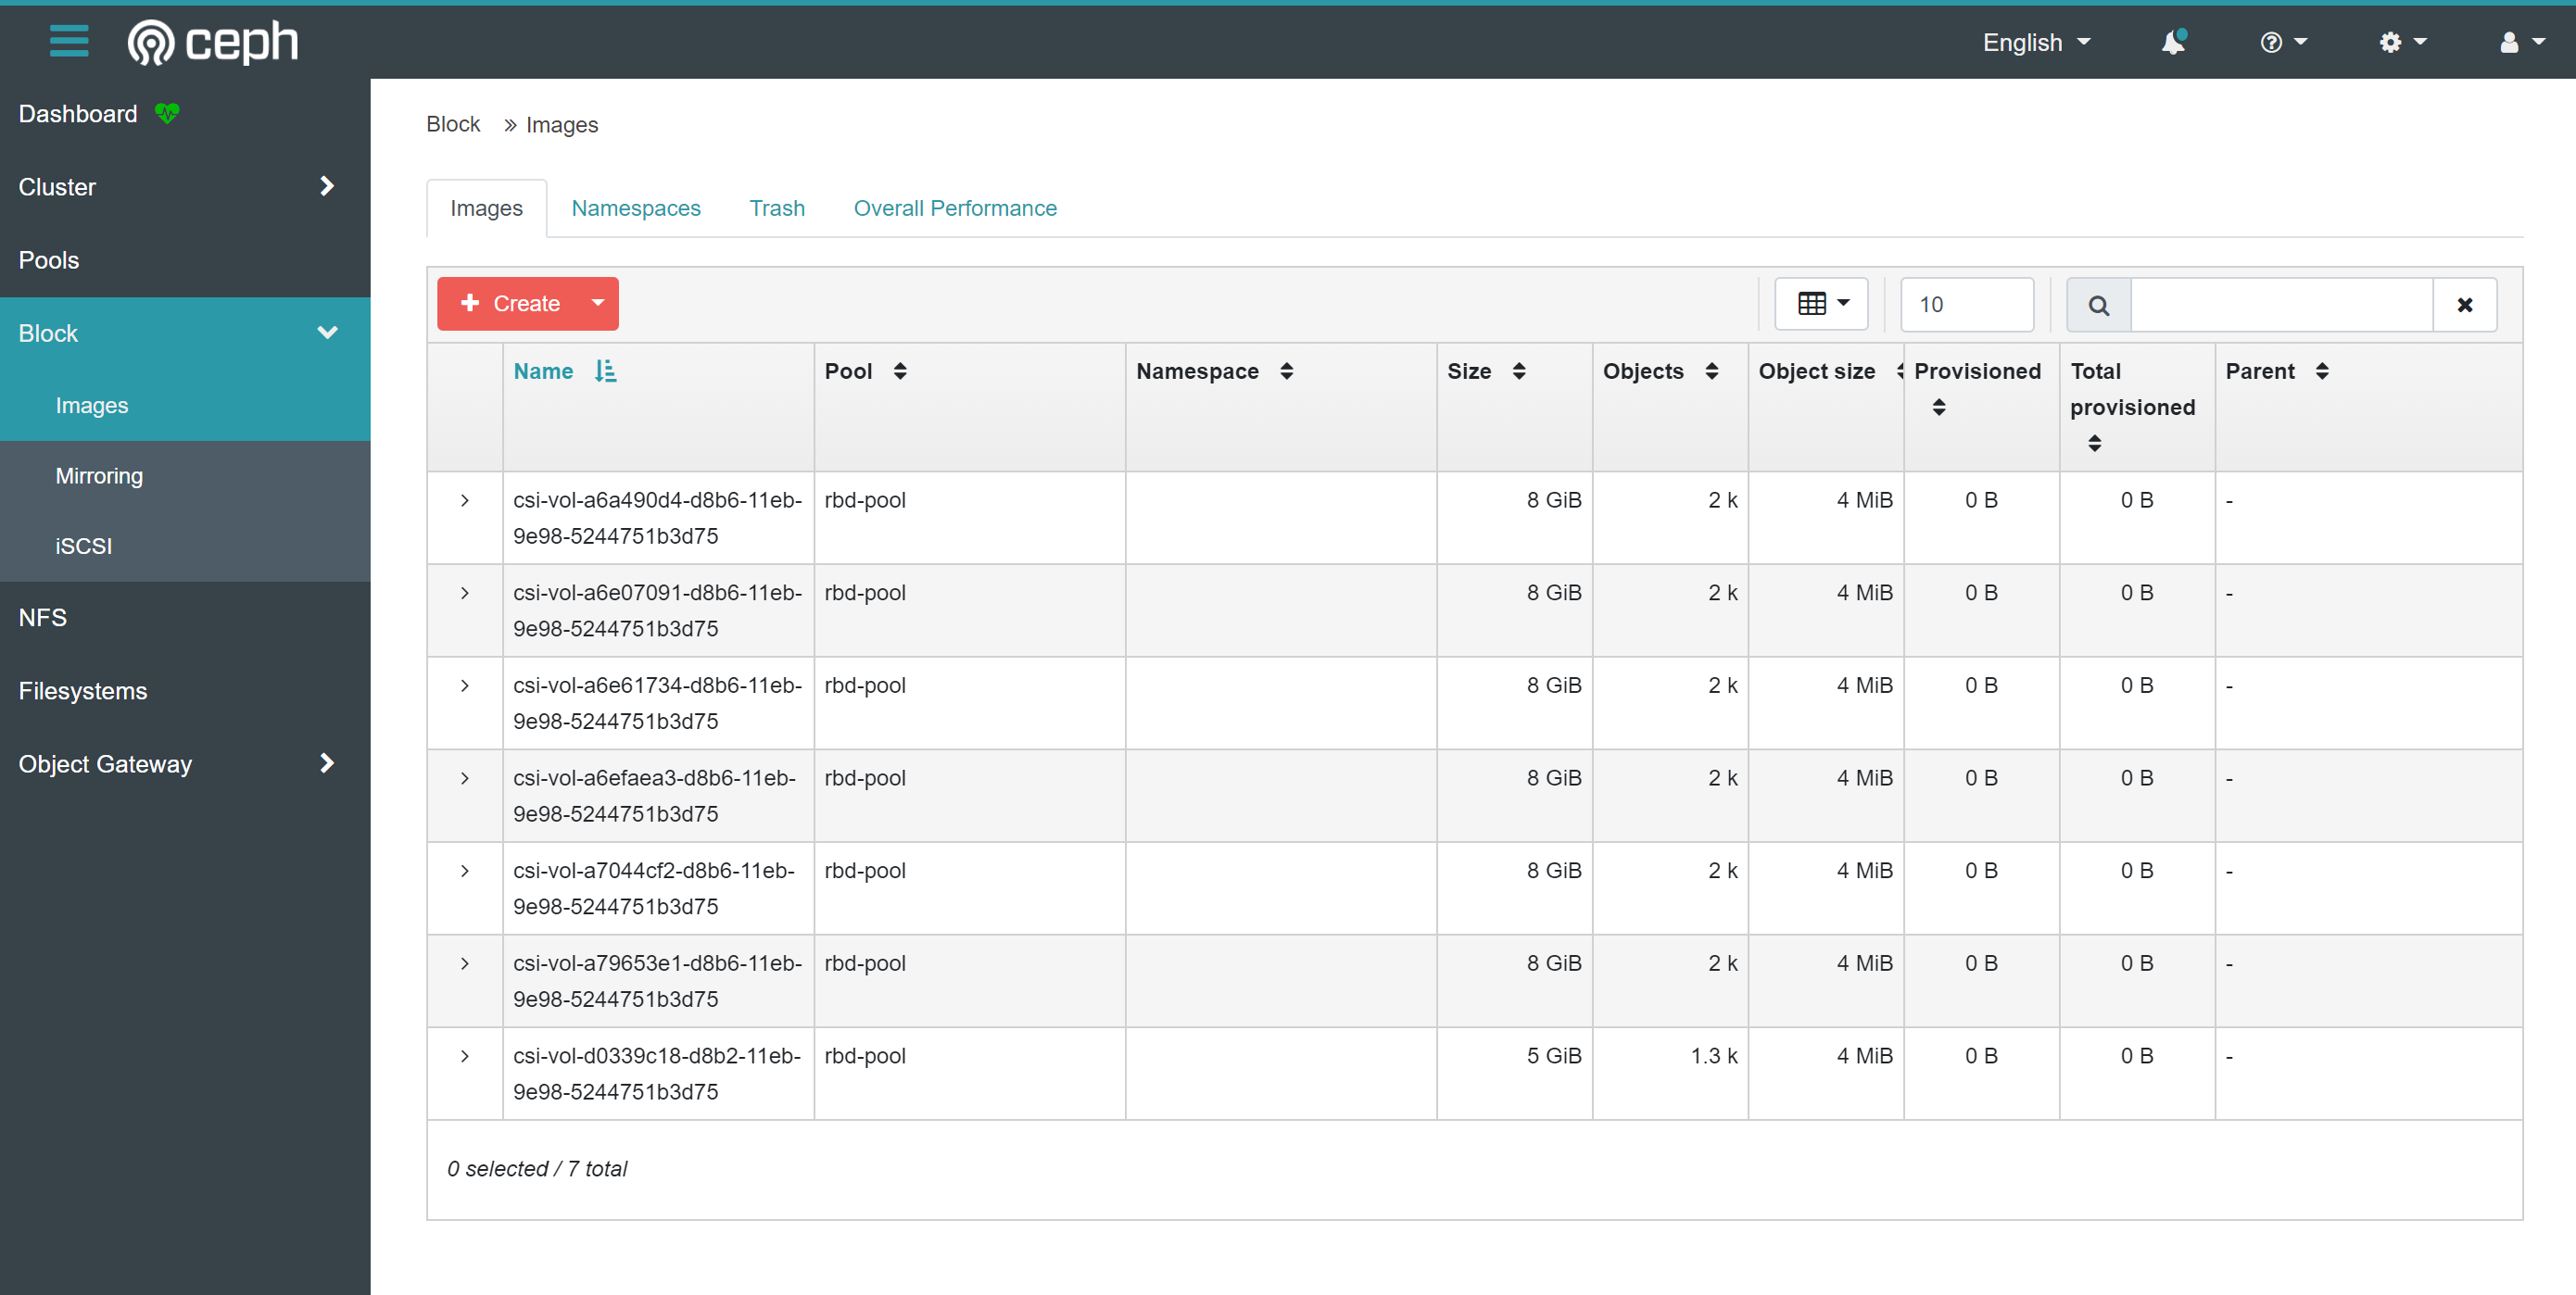 ceph
English
Dashboard
Cluster
Pools
Block
Images
Mirroring
iSCSI
NFS
Filesystems
Object Gateway
Block » Images
Images Namespaces Trash Overall Performance
Create
10
Name Pool Namespace Size Objects Object size Provisioned Total provisioned Parent
csi-vol-a6a490d4-d8b6-11eb- rbd-pool 8 GiB 2 k 4 MiB 0 B 0 B -
9e98-5244751b3d75
csi-vol-a6e07091-d8b6-11eb- rbd-pool 8 GiB 2 k 4 MiB 0 B 0 B -
9e98-5244751b3d75
csi-vol-a6e61734-d8b6-11eb- rbd-pool 8 GiB 2 k 4 MiB 0 B 0 B -
9e98-5244751b3d75
csi-vol-a6efaea3-d8b6-11eb- rbd-pool 8 GiB 2 k 4 MiB 0 B 0 B -
9e98-5244751b3d75
csi-vol-a7044cf2-d8b6-11eb- rbd-pool 8 GiB 2 k 4 MiB 0 B 0 B -
9e98-5244751b3d75
csi-vol-a79653e1-d8b6-11eb- rbd-pool 8 GiB 2 k 4 MiB 0 B 0 B -
9e98-5244751b3d75
csi-vol-d0339c18-d8b2-11eb- rbd-pool 5 GiB 1.3 k 4 MiB 0 B 0 B -
9e98-5244751b3d75
0 selected / 7 total